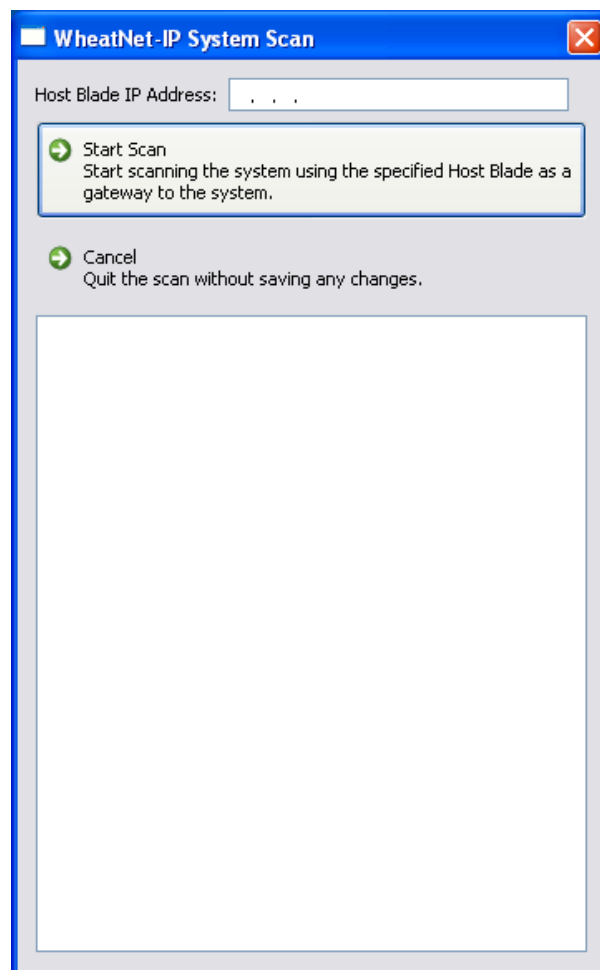 WheatNet-IP System Scan
Host Blade IP Address: . . .
Start Scan
Start scanning the system using the specified Host Blade as a
gateway to the system.
Cancel
Quit the scan without saving any changes.